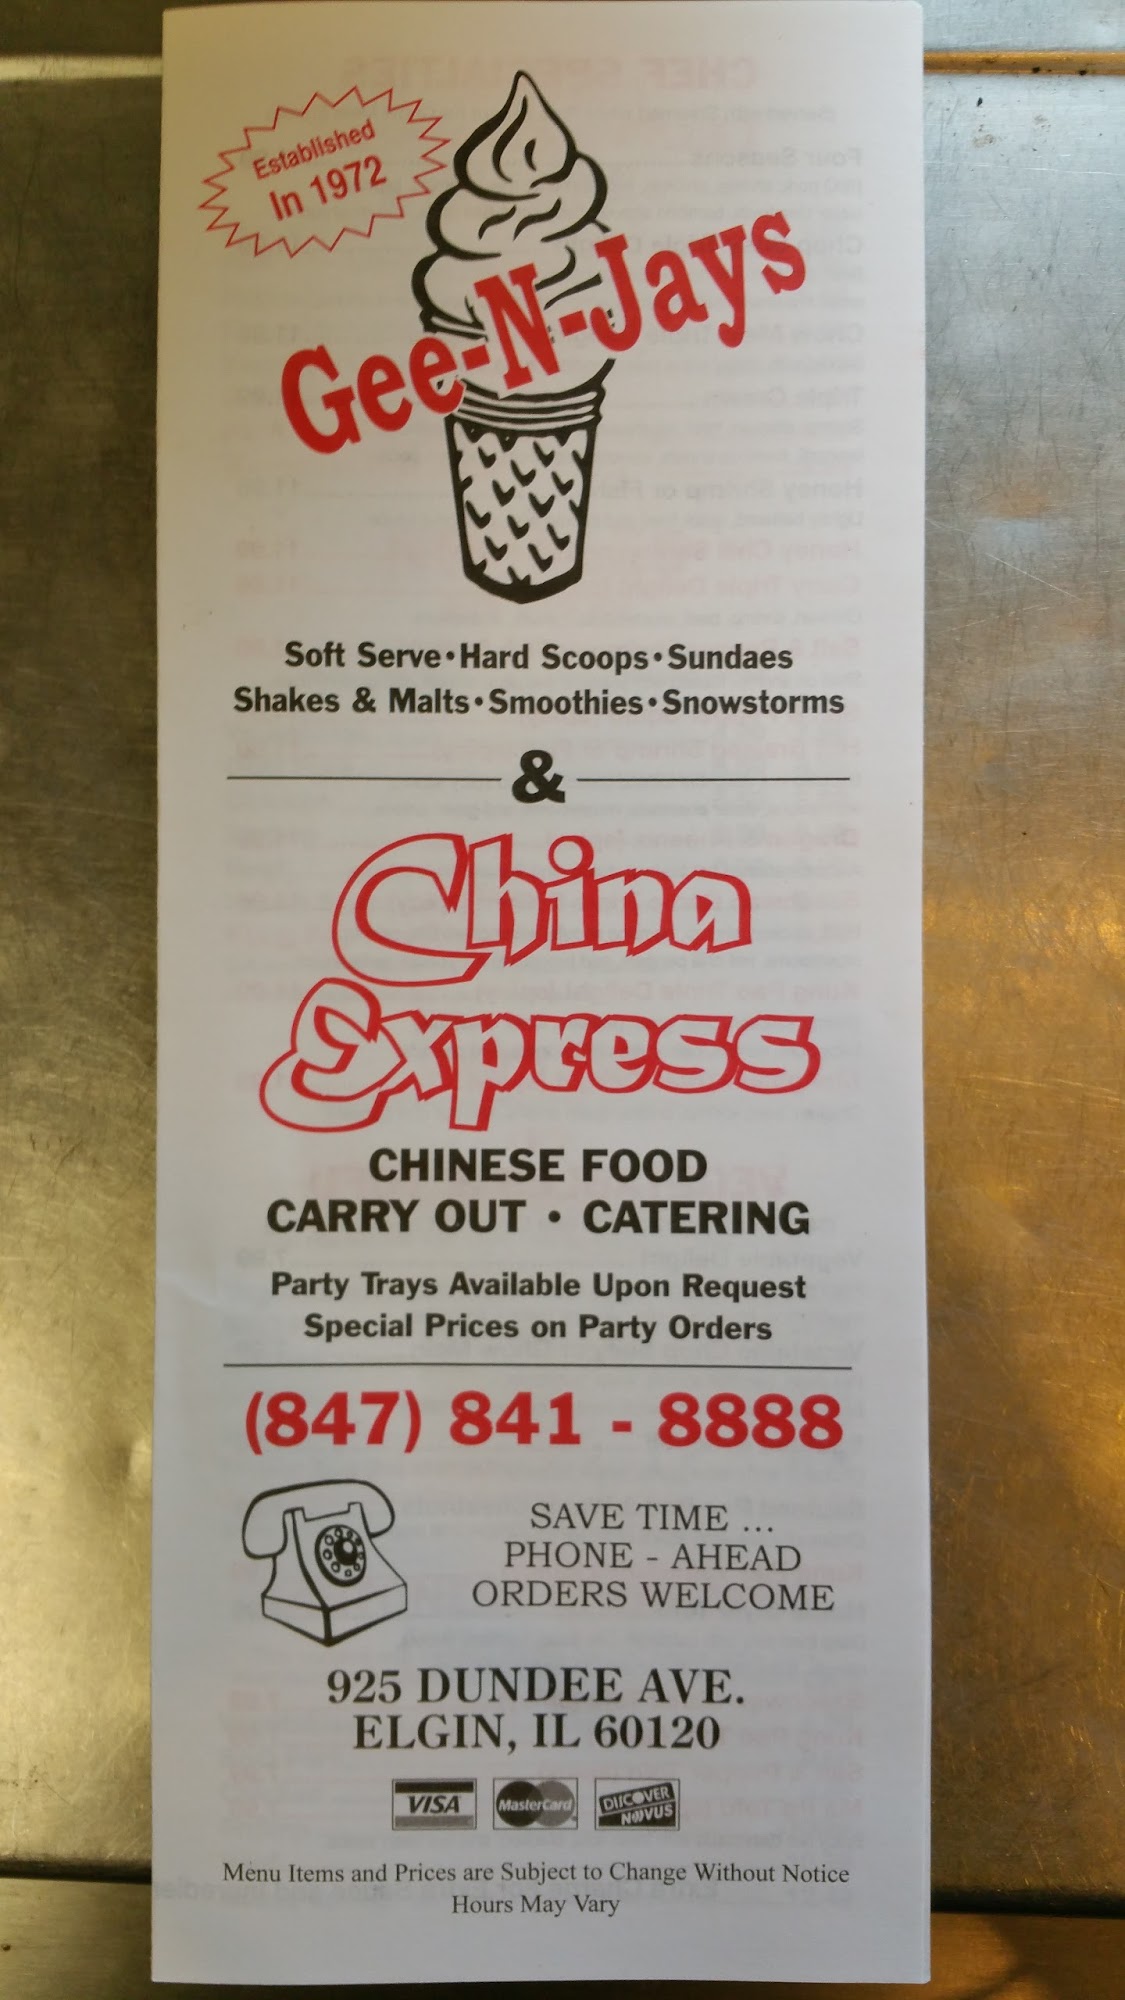 Established
In 1972
Gee-N-Jays
Soft Serve•Hard Scoops•Sundaes
Shakes & Malts•Smoothies•Snowstorms
&
China
Express
CHINESE FOOD
CARRY OUT • CATERING
Party Trays Available Upon Request
Special Prices on Party Orders
(847) 841 - 8888
SAVE TIME ...
PHONE - AHEAD
ORDERS WELCOME
925 DUNDEE AVE.
ELGIN, IL 60120
VISA MasterCard DISCOVER
NOVUS
Menu Items and Prices are Subject to Change Without Notice
Hours May Vary